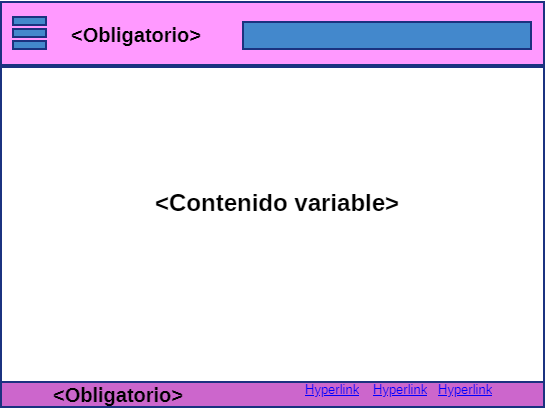 <Obligatorio>
<Contenido variable>
<Obligatorio>
Hyperlink Hyperlink Hyperlink